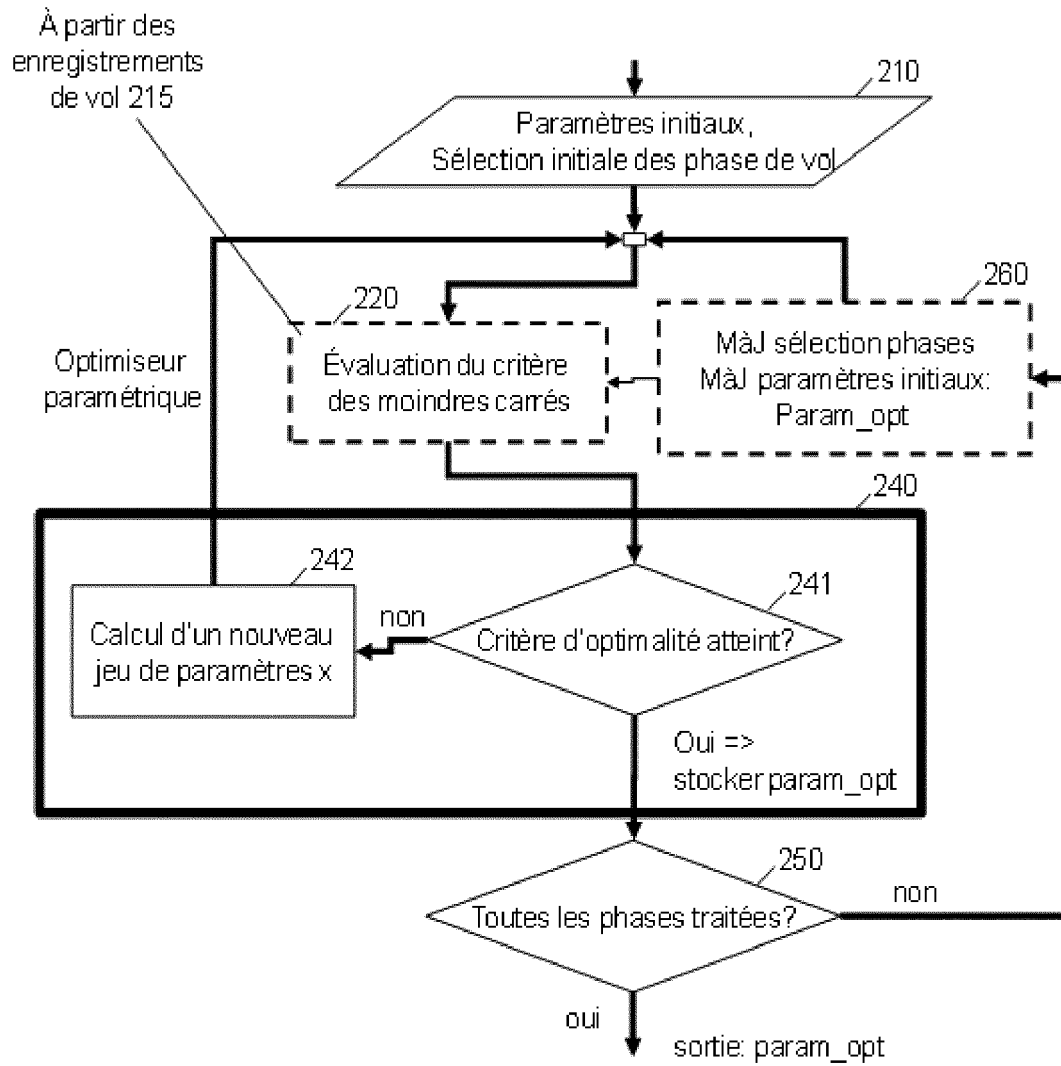 À partir des
enregistrements
de vol 215
210
Paramètres initiaux,
Sélection initiale des phase de vol
220
260
Évaluation du critère
des moindres carrés
MàJ sélection phases
MàJ paramètres initiaux:
Param_opt
Optimiseur
paramétrique
240
242
241
Calcul d'un nouveau
jeu de paramètres x
non
Critère d'optimalité atteint?
Oui =>
stocker param_opt
250
Toutes les phases traitées?
non
oui
sortie: param_opt